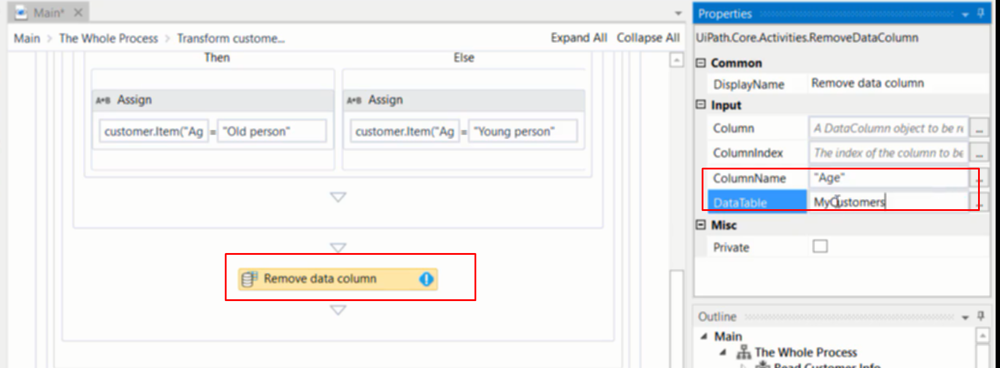 Main*
Main > The Whole Process > Transform custome...
Expand All Collapse All
Then
Else
A+B Assign
customer.Item("Ag = "Old person"
A+B Assign
customer.Item("Ag = "Young person"
Remove data column
Properties
UiPath.Core.Activities.RemoveDataColumn
Common
DisplayName Remove data column
Input
Column A DataColumn object to be re ...
ColumnIndex The index of the column to be ...
ColumnName "Age" ...
DataTable MyCustomers ...
Misc
Private
Outline
Main
The Whole Process
Read Customer Info